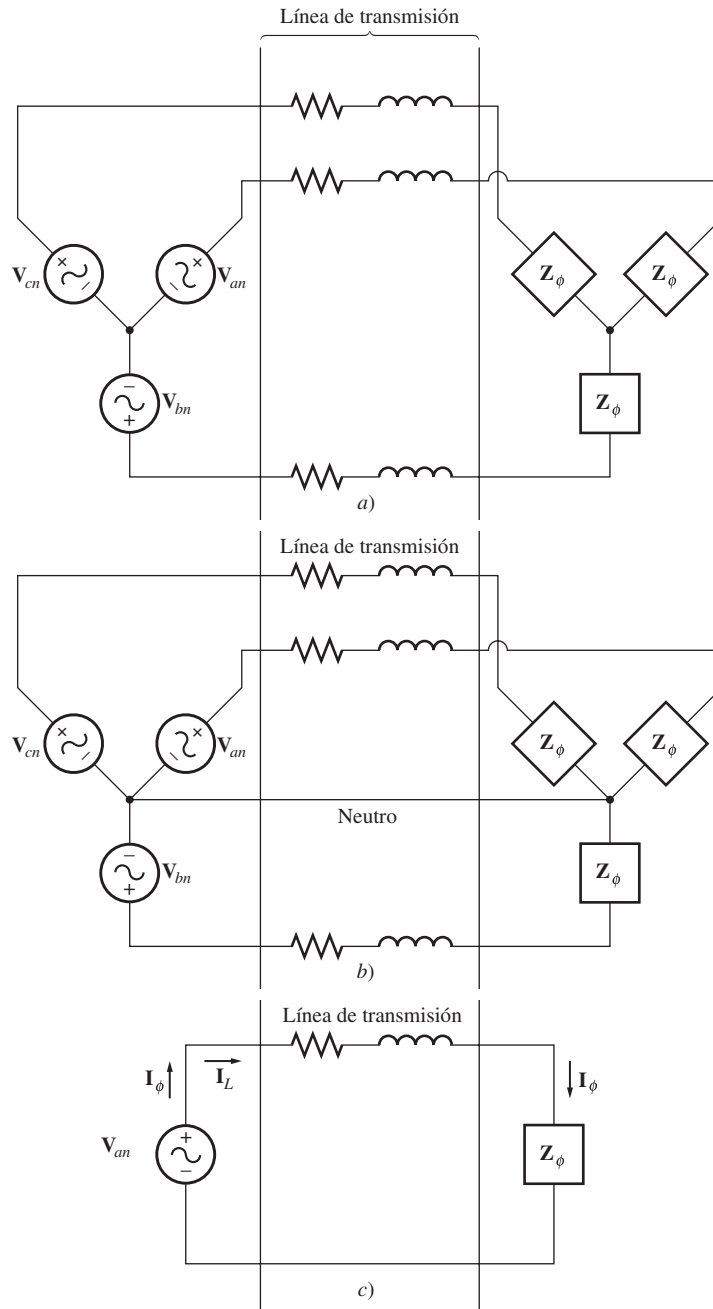 Línea de transmisión
V_cn
V_an
Z_ϕ
Z_ϕ
V_bn
Z_ϕ
a)
Línea de transmisión
V_cn
V_an
Z_ϕ
Z_ϕ
Neutro
V_bn
Z_ϕ
b)
Línea de transmisión
I_ϕ
I_L
I_ϕ
V_an
Z_ϕ
c)